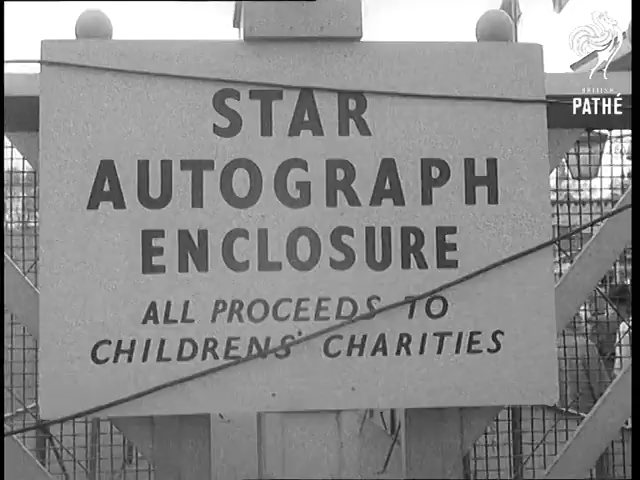 BRITISH
PATHÉ
STAR
AUTOGRAPH
ENCLOSURE
ALL PROCEEDS TO
CHILDRENS' CHARITIES